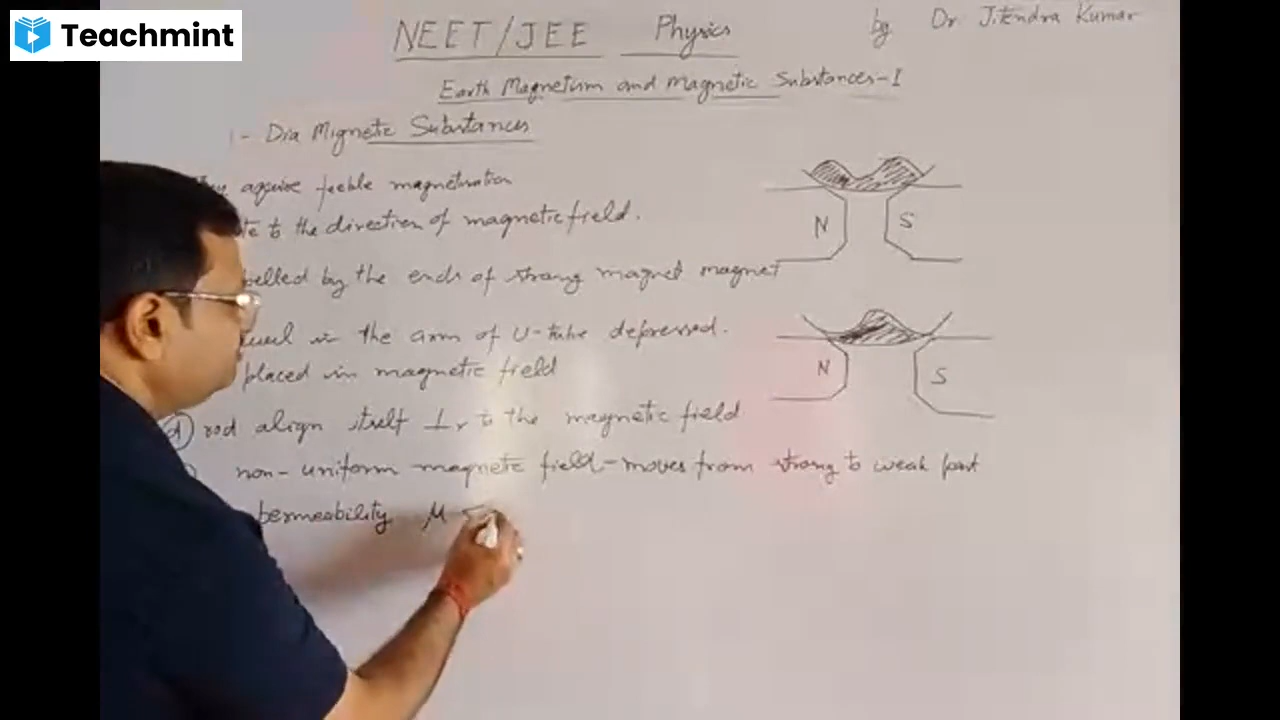 Teachmint
NEET/JEE Physics by Dr Jitendra Kumar
Earth Magnetism and Magnetic Substances-I
1- Dia Mignetic Substances
aquire feeble magnetisation
to the direction of magnetic field.
by the ends of strong magnet magnet
in the arm of U-tube depressed.
placed in magnetic field
(d) rod align itself ⊥r to the magnetic field
non-uniform magnetic field-moves from strong to weak part
permeability μ
N S
N S